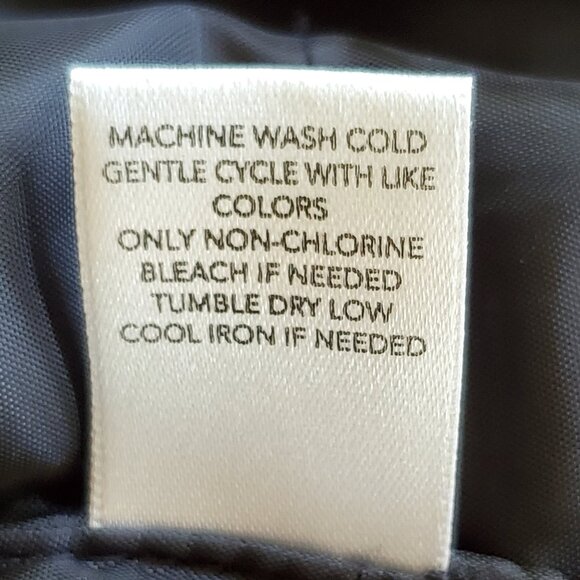 MACHINE WASH COLD
GENTLE CYCLE WITH LIKE
COLORS
ONLY NON-CHLORINE
BLEACH IF NEEDED
TUMBLE DRY LOW
COOL IRON IF NEEDED